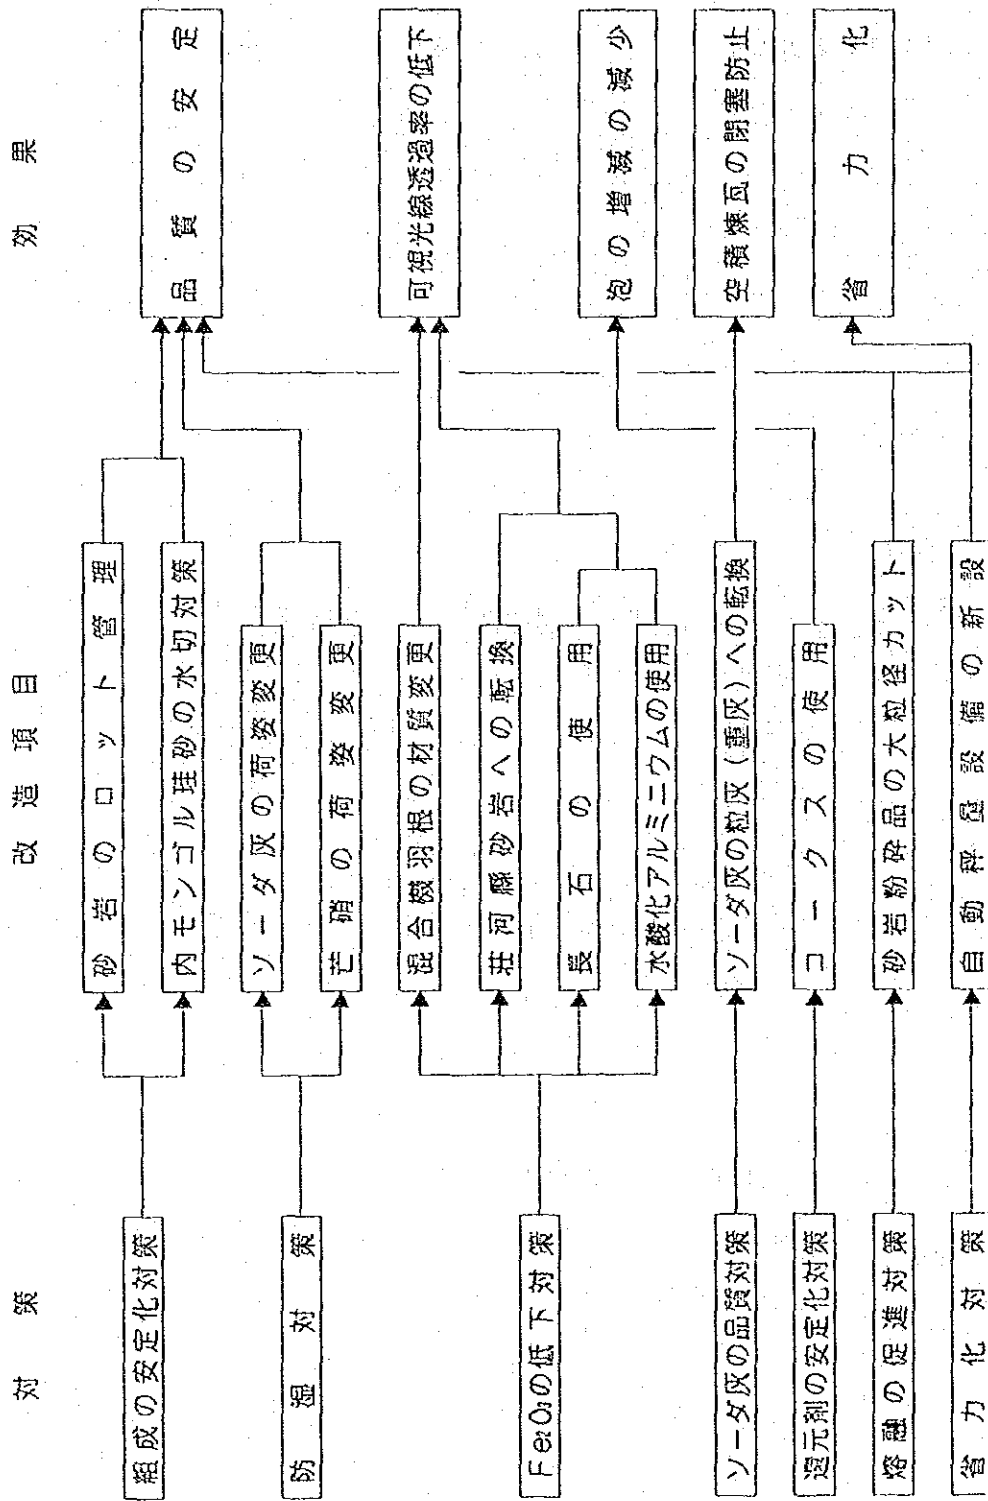 対策
改造項目
効果
組成の安定化対策
防湿対策
Fe₂O₃の低下対策
ソーダ灰の品質対策
還元剤の安定化対策
熔融の促進対策
省力化対策
砂岩のロット管理
内モンゴル珪砂の水切対策
ソーダ灰の荷姿変更
芒硝の荷姿変更
混合機羽根の材質変更
荘河縣砂岩への転換
長石の使用
水酸化アルミニウムの使用
ソーダ灰の粒灰(重灰)への転換
コークスの使用
砂岩粉砕品の大粒径カット
自動秤量設備の新設
品質の安定
可視光線透過率の低下
泡の増減の減少
空積煉瓦の閉塞防止
省力化